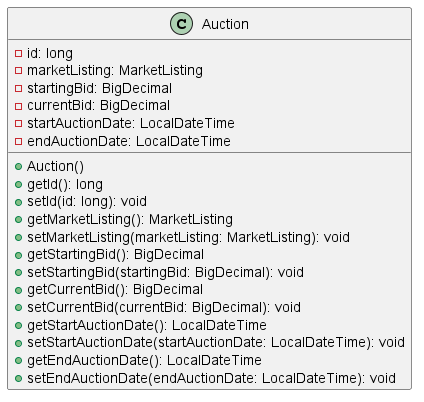 C Auction
id: long
marketListing: MarketListing
startingBid: BigDecimal
currentBid: BigDecimal
startAuctionDate: LocalDateTime
endAuctionDate: LocalDateTime
Auction()
getId(): long
setId(id: long): void
getMarketListing(): MarketListing
setMarketListing(marketListing: MarketListing): void
getStartingBid(): BigDecimal
setStartingBid(startingBid: BigDecimal): void
getCurrentBid(): BigDecimal
setCurrentBid(currentBid: BigDecimal): void
getStartAuctionDate(): LocalDateTime
setStartAuctionDate(startAuctionDate: LocalDateTime): void
getEndAuctionDate(): LocalDateTime
setEndAuctionDate(endAuctionDate: LocalDateTime): void